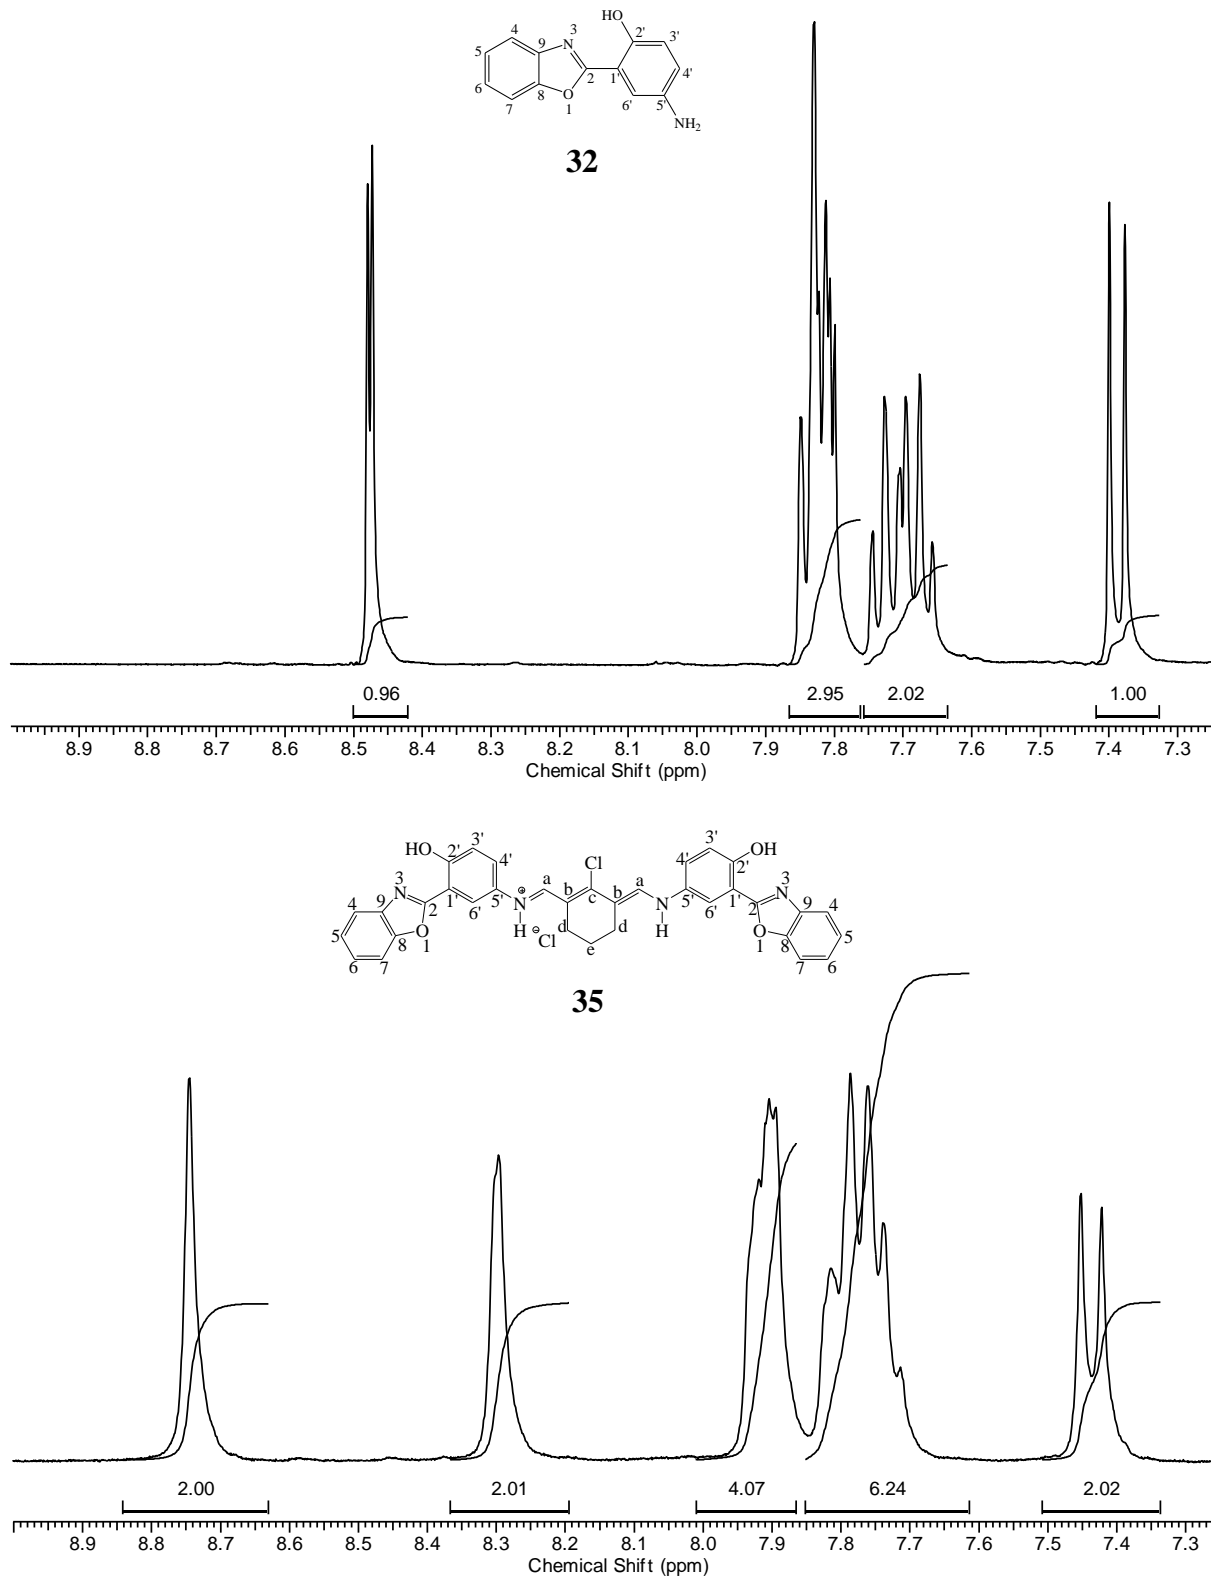 HO
4 3 2' 3'
5 9 N
2 1' 4'
6 8 O 6' 5'
7 1 NH₂
32
0.96 2.95 2.02 1.00
8.9 8.8 8.7 8.6 8.5 8.4 8.3 8.2 8.1 8.0 7.9 7.8 7.7 7.6 7.5 7.4 7.3
Chemical Shift (ppm)
HO 2' 3' Cl 3' OH
3 4' a b c b a 4' 2' 3
4 9 N 1' 5' N⊕ 5' 1' N 9 4
5 2 6' H ⊖Cl d e d N H 6' 2 5
6 8 O 1 7 O 1 8 7 6
35
2.00 2.01 4.07 6.24 2.02
8.9 8.8 8.7 8.6 8.5 8.4 8.3 8.2 8.1 8.0 7.9 7.8 7.7 7.6 7.5 7.4 7.3
Chemical Shift (ppm)